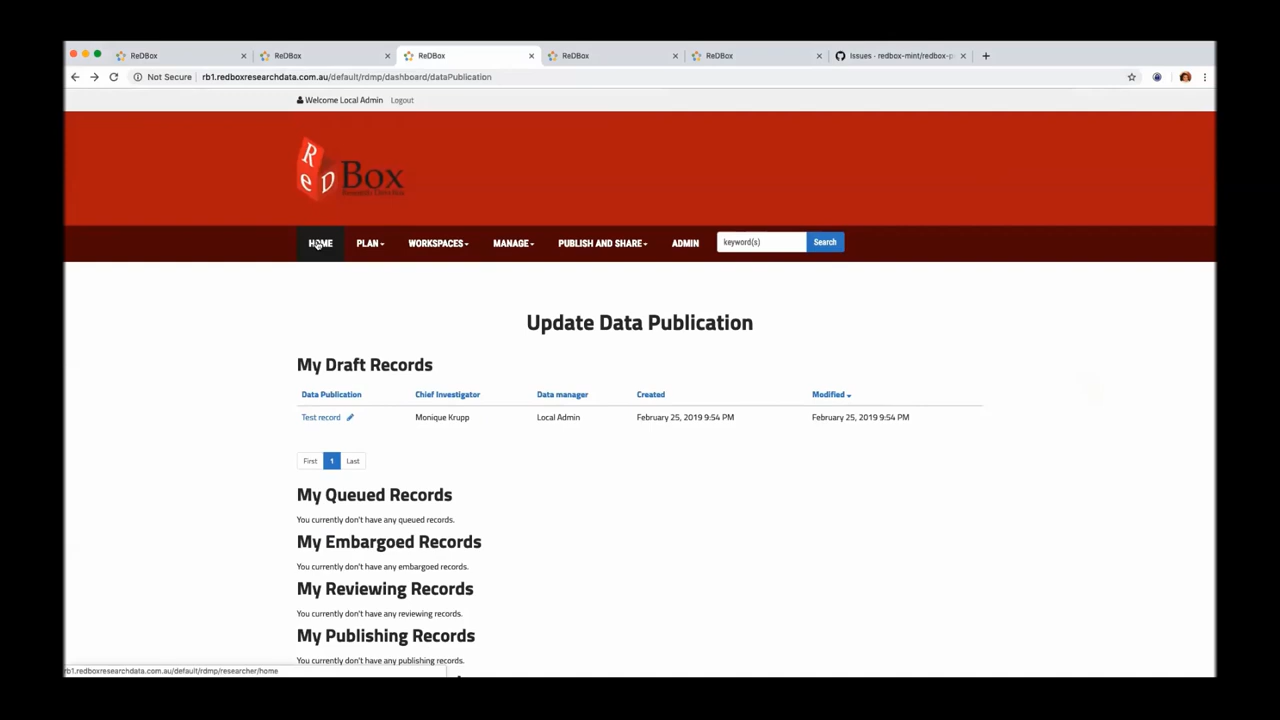 ReDBox ReDBox ReDBox ReDBox ReDBox Issues · redbox-mint/redbox-p
Not Secure rb1.redboxresearchdata.com.au/default/rdmp/dashboard/dataPublication
Welcome Local Admin Logout
ReD Box
HOME PLAN WORKSPACES MANAGE PUBLISH AND SHARE ADMIN keyword(s) Search
Update Data Publication
My Draft Records
Data Publication Chief Investigator Data manager Created Modified
Test record Monique Krupp Local Admin February 25, 2019 9:54 PM February 25, 2019 9:54 PM
First 1 Last
My Queued Records
You currently don't have any queued records.
My Embargoed Records
You currently don't have any embargoed records.
My Reviewing Records
You currently don't have any reviewing records.
My Publishing Records
You currently don't have any publishing records.
rb1.redboxresearchdata.com.au/default/rdmp/researcher/home